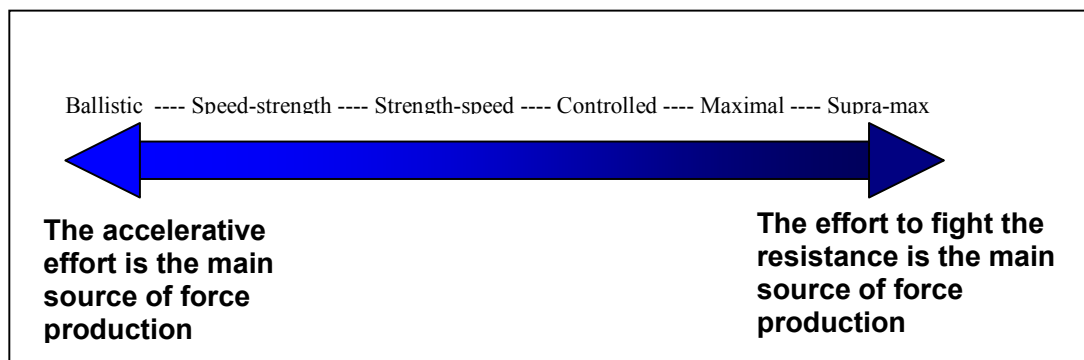 Ballistic ---- Speed-strength ---- Strength-speed ---- Controlled ---- Maximal ---- Supra-max
The accelerative
effort is the main
source of force
production
The effort to fight the
resistance is the main
source of force
production